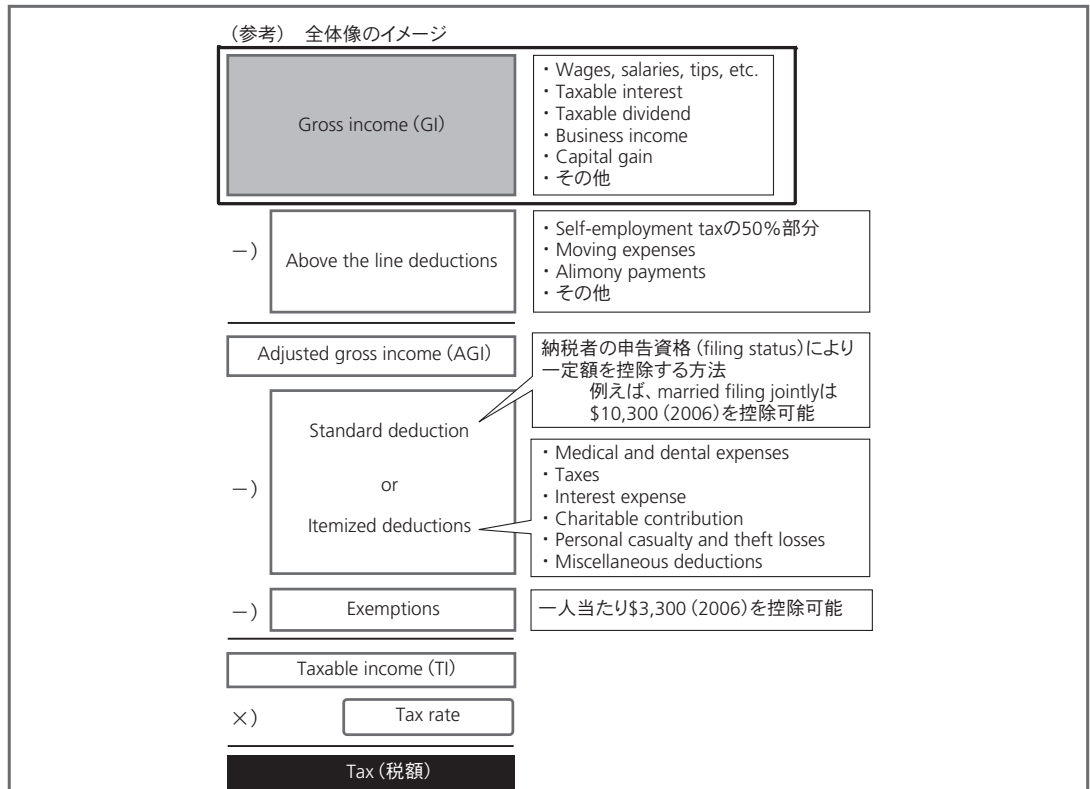 （参考） 全体像のイメージ
Gross income（GI）
・Wages, salaries, tips, etc.
・Taxable interest
・Taxable dividend
・Business income
・Capital gain
・その他
－）
Above the line deductions
・Self-employment taxの50％部分
・Moving expenses
・Alimony payments
・その他
Adjusted gross income（AGI）
納税者の申告資格（filing status）により
一定額を控除する方法
例えば、married filing jointlyは
$10,300（2006）を控除可能
－）
Standard deduction
or
Itemized deductions
・Medical and dental expenses
・Taxes
・Interest expense
・Charitable contribution
・Personal casualty and theft losses
・Miscellaneous deductions
－）
Exemptions
一人当たり$3,300（2006）を控除可能
Taxable income（TI）
×）
Tax rate
Tax（税額）